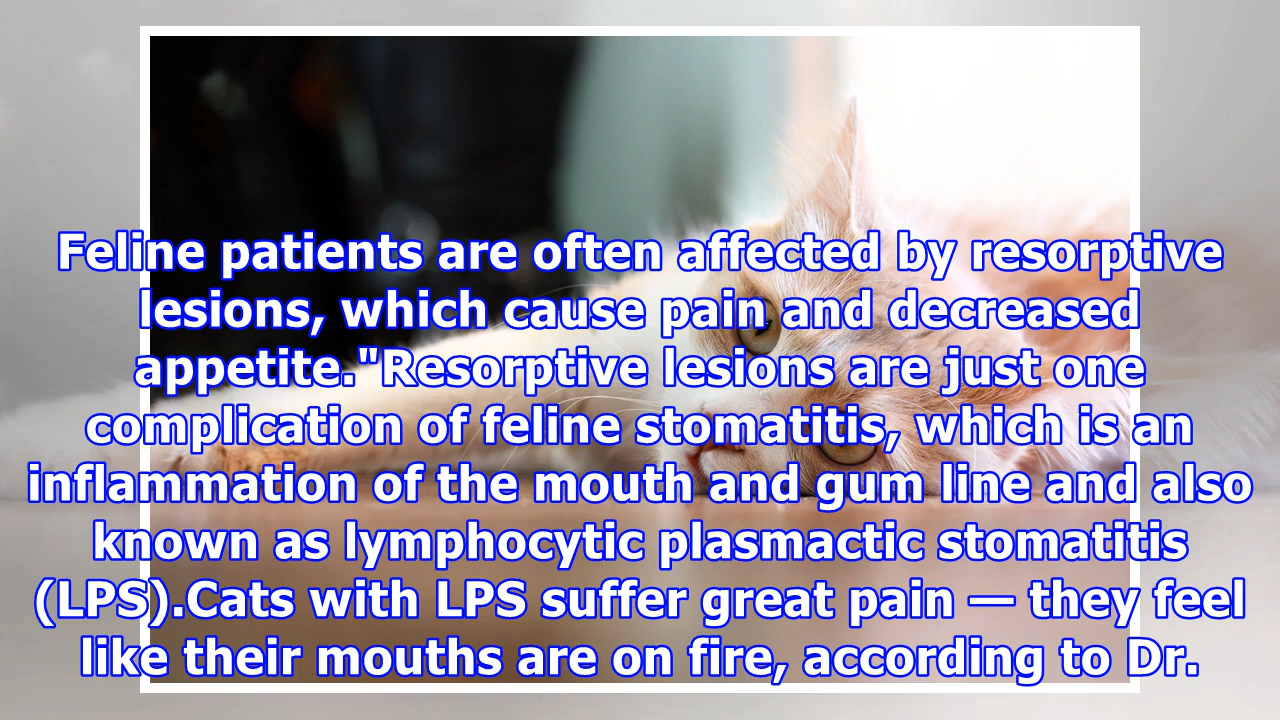 Feline patients are often affected by resorptive
lesions, which cause pain and decreased
appetite."Resorptive lesions are just one
complication of feline stomatitis, which is an
inflammation of the mouth and gum line and also
known as lymphocytic plasmactic stomatitis
(LPS).Cats with LPS suffer great pain — they feel
like their mouths are on fire, according to Dr.